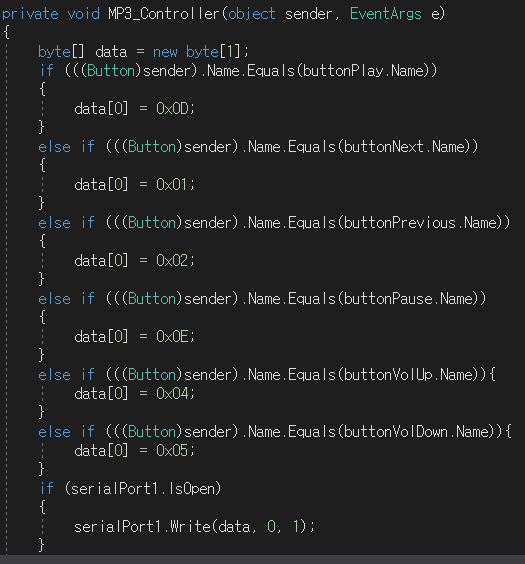 private void MP3_Controller(object sender, EventArgs e)
{
byte[] data = new byte[1];
if (((Button)sender).Name.Equals(buttonPlay.Name))
{
data[0] = 0x0D;
}
else if (((Button)sender).Name.Equals(buttonNext.Name))
{
data[0] = 0x01;
}
else if (((Button)sender).Name.Equals(buttonPrevious.Name))
{
data[0] = 0x02;
}
else if (((Button)sender).Name.Equals(buttonPause.Name))
{
data[0] = 0x0E;
}
else if (((Button)sender).Name.Equals(buttonVolUp.Name)){
data[0] = 0x04;
}
else if (((Button)sender).Name.Equals(buttonVolDown.Name)){
data[0] = 0x05;
}
if (serialPort1.IsOpen)
{
serialPort1.Write(data, 0, 1);
}